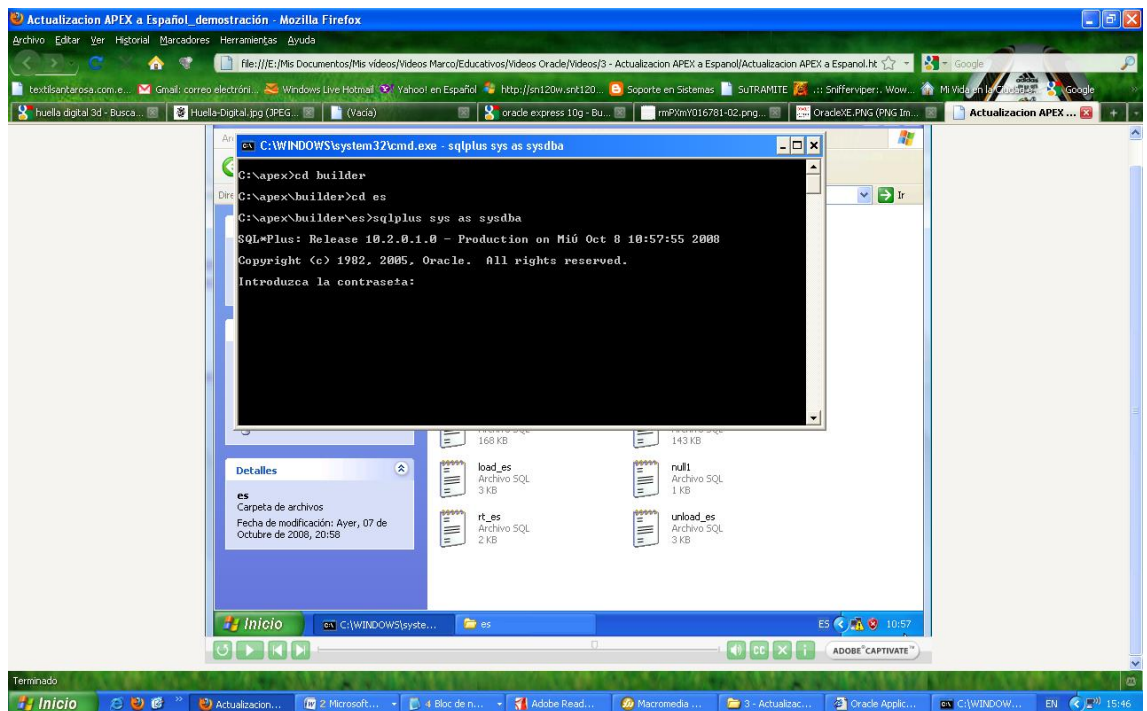 Actualizacion APEX a Español_demostración - Mozilla Firefox
Archivo Editar Ver Historial Marcadores Herramientas Ayuda
file:///E:/Mis Documentos/Mis vídeos/Videos Marco/Educativos/Videos Oracle/Videos/3 - Actualizacion APEX a Espanol/Actualizacion APEX a Espanol.ht
Google
textilsantarosa.com.e... Gmail: correo electróni... Windows Live Hotmail Yahoo! en Español http://sn120w.snt120... Soporte en Sistemas SuTRAMITE .:: Snifferviper:. Wow... Mi Vida en la Ciudad Google
huella digital 3d - Busca... Huella-Digital.jpg (JPEG... (Vacía) oracle express 10g - Bu... rmPXmY016781-02.png... OracleXE.PNG (PNG Im... Actualizacion APEX ...
C:\WINDOWS\system32\cmd.exe - sqlplus sys as sysdba
C:\apex>cd builder
C:\apex\builder>cd es
C:\apex\builder\es>sqlplus sys as sysdba
SQL*Plus: Release 10.2.0.1.0 - Production on Miú Oct 8 10:57:55 2008
Copyright (c) 1982, 2005, Oracle. All rights reserved.
Introduzca la contrase±a:
Ir
168 KB
143 KB
Detalles
es
Carpeta de archivos
Fecha de modificación: Ayer, 07 de
Octubre de 2008, 20:58
load_es
Archivo SQL
3 KB
null1
Archivo SQL
1 KB
rt_es
Archivo SQL
2 KB
unload_es
Archivo SQL
3 KB
Inicio C:\WINDOWS\syste... es ES 10:57
CC ADOBE CAPTIVATE
Terminado
Inicio Actualizacion... 2 Microsoft... 4 Bloc de n... Adobe Read... Macromedia ... 3 - Actualizac... Oracle Applic... C:\WINDOW... EN 15:46